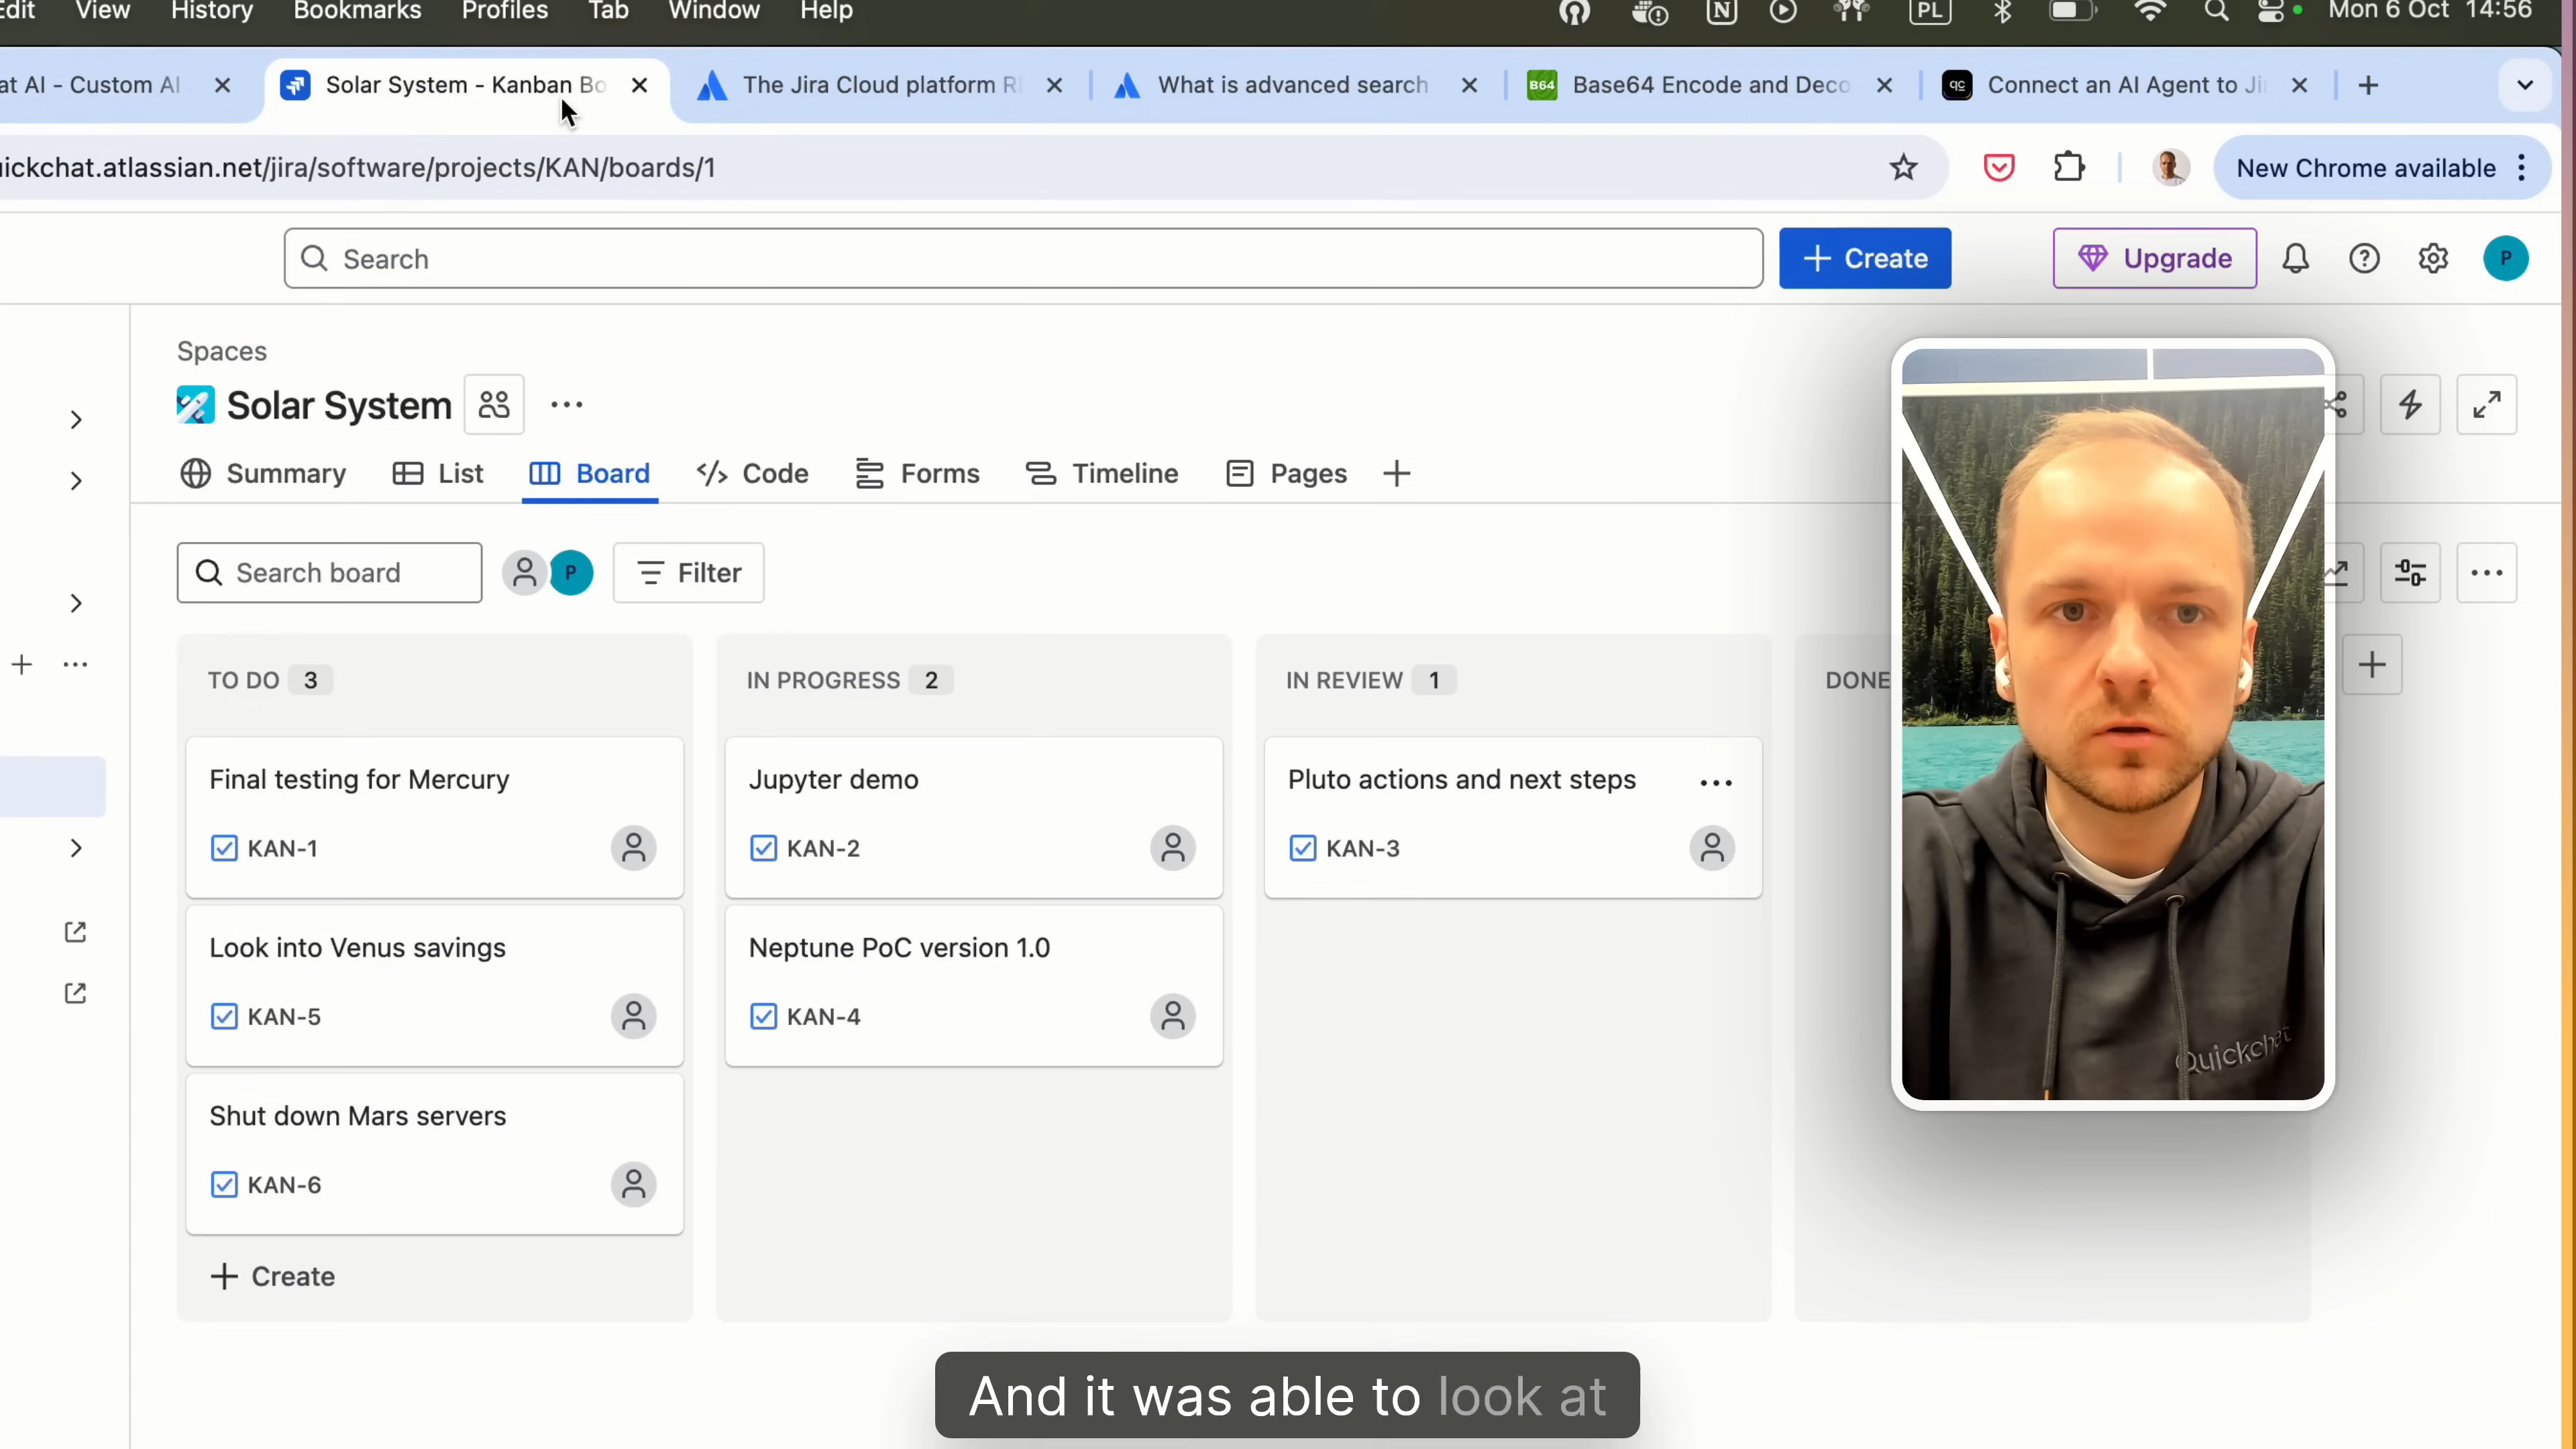 Edit View History Bookmarks Profiles Tab Window Help PL Mon 6 Oct 14:56
at AI - Custom AI
Solar System - Kanban Bo
The Jira Cloud platform R
What is advanced search
B64 Base64 Encode and Deco
qc Connect an AI Agent to Ji
uickchat.atlassian.net/jira/software/projects/KAN/boards/1
New Chrome available
Search
Create
Upgrade
P
Spaces
Solar System
Summary List Board Code Forms Timeline Pages
Search board
P
Filter
TO DO 3
IN PROGRESS 2
IN REVIEW 1
DONE
Final testing for Mercury
KAN-1
Look into Venus savings
KAN-5
Shut down Mars servers
KAN-6
Create
Jupyter demo
KAN-2
Neptune PoC version 1.0
KAN-4
Pluto actions and next steps
KAN-3
Quickchat
And it was able to look at